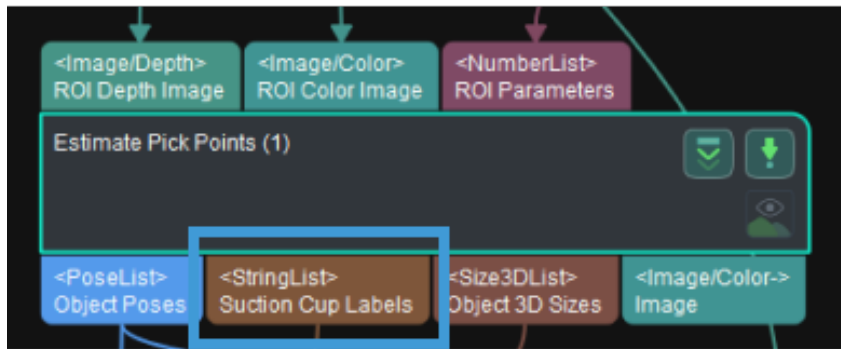 <Image/Depth>
ROI Depth Image
<Image/Color>
ROI Color Image
<NumberList>
ROI Parameters
Estimate Pick Points (1)
<PoseList>
Object Poses
<StringList>
Suction Cup Labels
<Size3DList>
Object 3D Sizes
<Image/Color->
Image